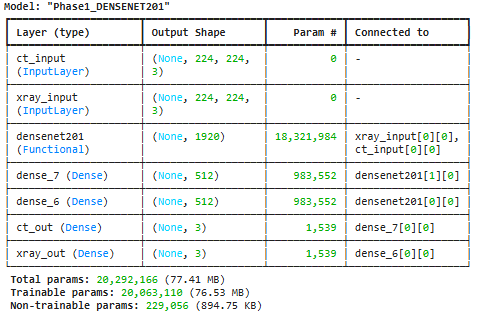 Model: "Phase1_DENSENET201"
Layer (type) Output Shape Param # Connected to
ct_input (None, 224, 224, 0 -
(InputLayer) 3)
xray_input (None, 224, 224, 0 -
(InputLayer) 3)
densenet201 (None, 1920) 18,321,984 xray_input[0][0],
(Functional) ct_input[0][0]
dense_7 (Dense) (None, 512) 983,552 densenet201[1][0]
dense_6 (Dense) (None, 512) 983,552 densenet201[0][0]
ct_out (Dense) (None, 3) 1,539 dense_7[0][0]
xray_out (Dense) (None, 3) 1,539 dense_6[0][0]
Total params: 20,292,166 (77.41 MB)
Trainable params: 20,063,110 (76.53 MB)
Non-trainable params: 229,056 (894.75 KB)